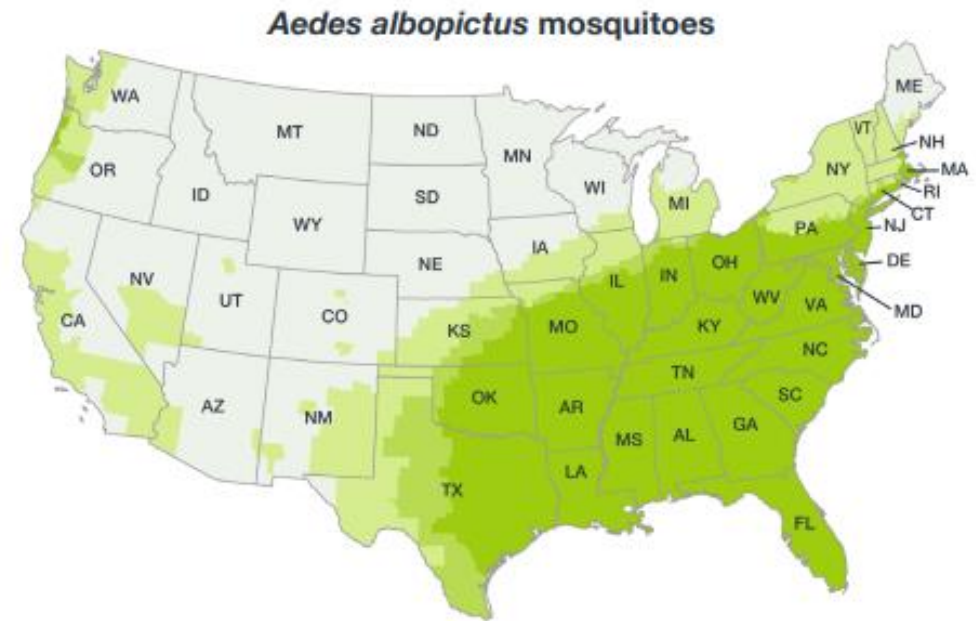 Aedes albopictus mosquitoes
WA
MT
ND
MN
ME
VT
NH
OR
ID
SD
WI
NY
MA
RI
MI
CT
WY
PA
NJ
IA
NE
OH
DE
NV
UT
IL
IN
WV
VA
MD
CO
CA
KS
MO
KY
NC
TN
AZ
NM
OK
AR
SC
MS
AL
GA
LA
TX
FL